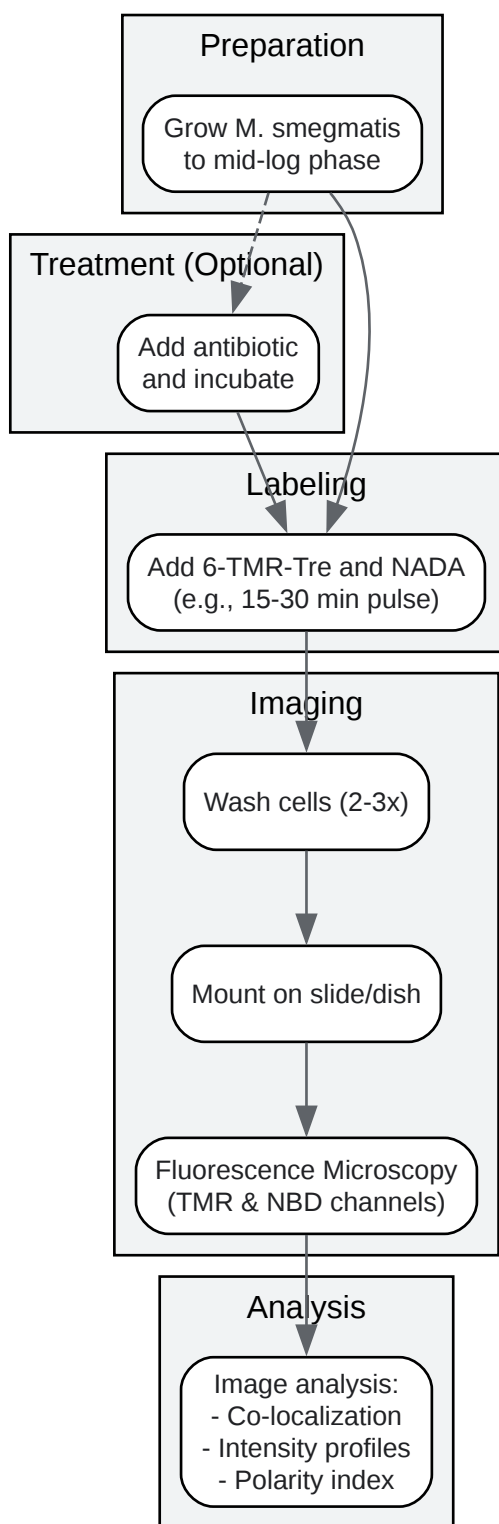 Preparation
Grow M. smegmatis
to mid-log phase
Treatment (Optional)
Add antibiotic
and incubate
Labeling
Add 6-TMR-Tre and NADA
(e.g., 15-30 min pulse)
Imaging
Wash cells (2-3x)
Mount on slide/dish
Fluorescence Microscopy
(TMR & NBD channels)
Analysis
Image analysis:
- Co-localization
- Intensity profiles
- Polarity index